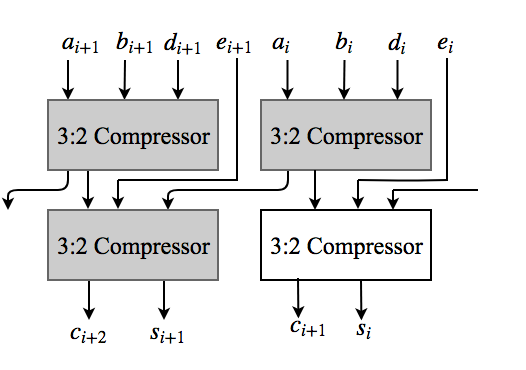 a_{i+1} b_{i+1} d_{i+1} e_{i+1} a_i b_i d_i e_i
3:2 Compressor 3:2 Compressor
3:2 Compressor 3:2 Compressor
c_{i+2} s_{i+1} c_{i+1} s_i